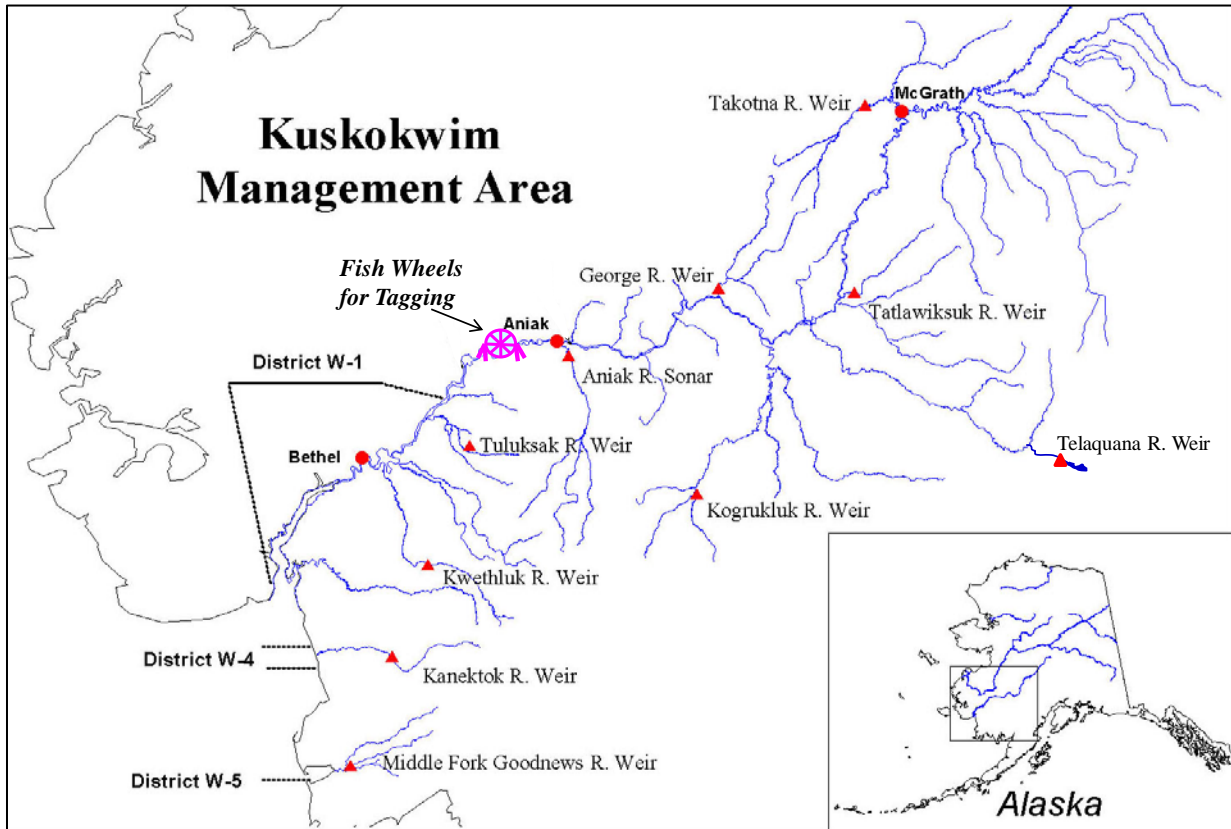 Kuskokwim
Management Area
Takotna R. Weir
McGrath
Fish Wheels
for Tagging
George R. Weir
Tatlawiksuk R. Weir
Aniak
Aniak R. Sonar
District W-1
Tuluksak R. Weir
Bethel
Telaquana R. Weir
Kogrukluk R. Weir
Kwethluk R. Weir
District W-4
Kanektok R. Weir
Middle Fork Goodnews R. Weir
District W-5
Alaska